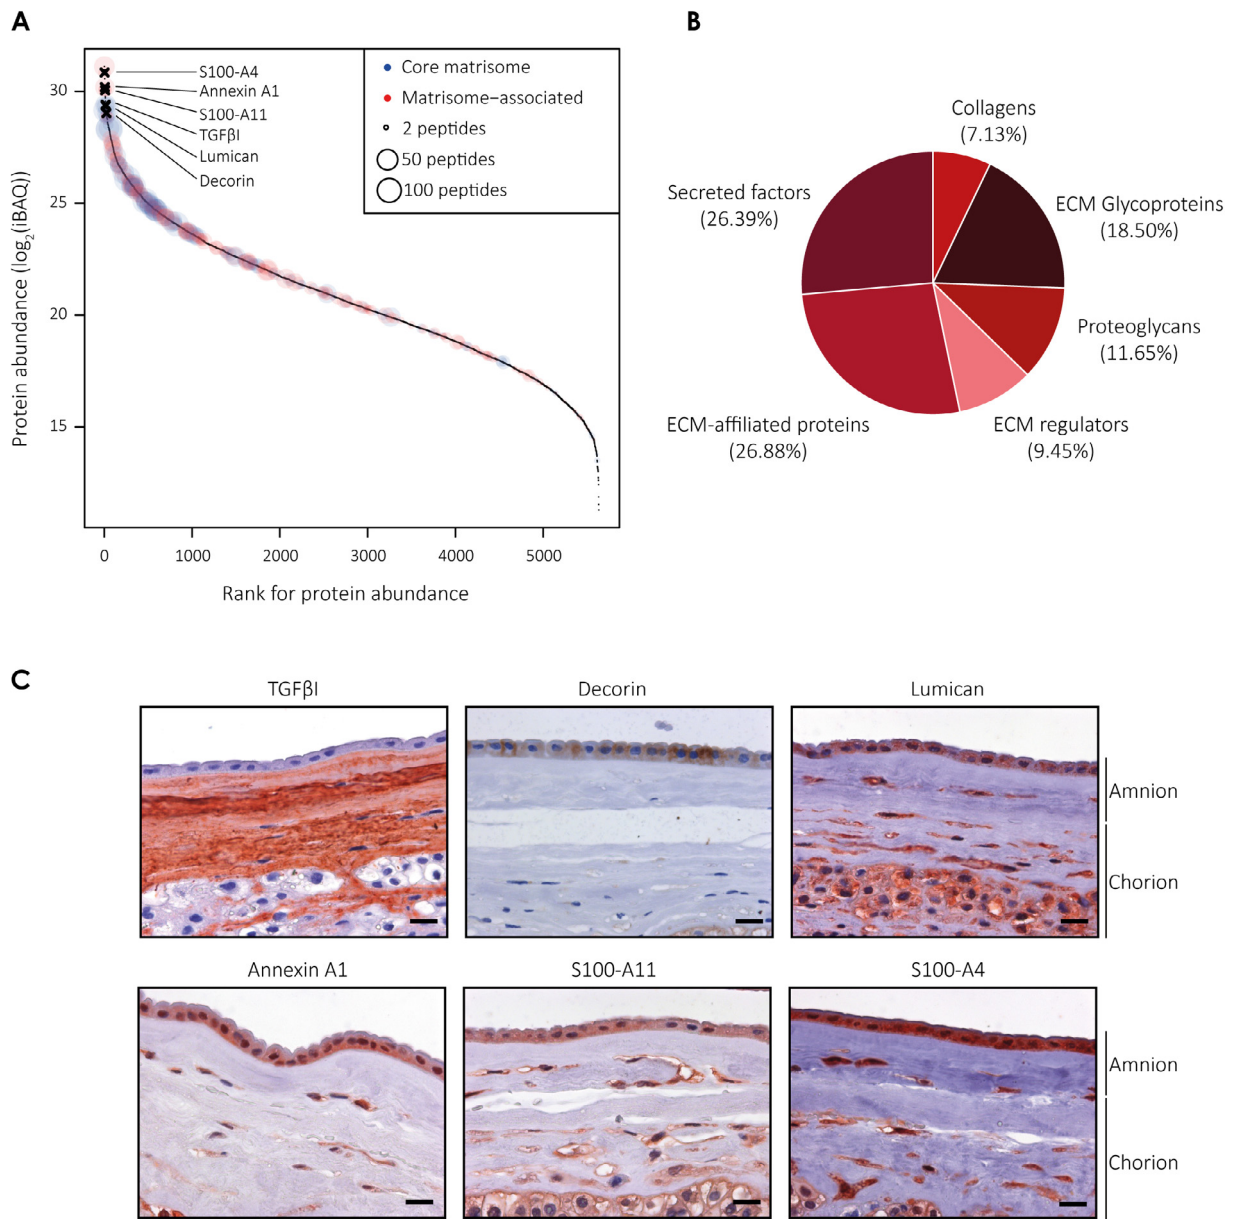 A
B
S100-A4
Annexin A1
S100-A11
TGFβI
Lumican
Decorin
Core matrisome
Matrisome–associated
2 peptides
50 peptides
100 peptides
Protein abundance (log2(iBAQ))
30
25
20
15
0
1000
2000
3000
4000
5000
Rank for protein abundance
Collagens
(7.13%)
Secreted factors
(26.39%)
ECM Glycoproteins
(18.50%)
Proteoglycans
(11.65%)
ECM-affiliated proteins
(26.88%)
ECM regulators
(9.45%)
C
TGFβI
Decorin
Lumican
Amnion
Chorion
Annexin A1
S100-A11
S100-A4
Amnion
Chorion